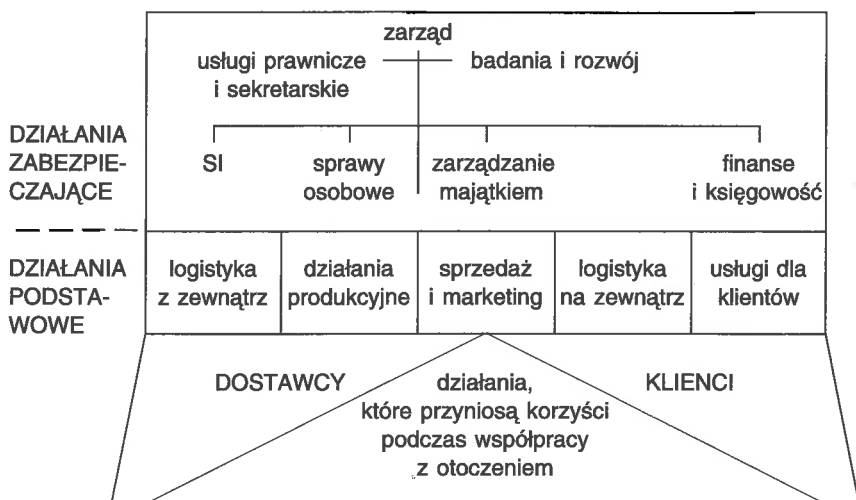 zarząd
usługi prawnicze
i sekretarskie
badania i rozwój
DZIAŁANIA
ZABEZPIE-
CZAJĄCE
SI
sprawy
osobowe
zarządzanie
majątkiem
finanse
i księgowość
DZIAŁANIA
PODSTA-
WOWE
logistyka
z zewnątrz
działania
produkcyjne
sprzedaż
i marketing
logistyka
na zewnątrz
usługi dla
klientów
DOSTAWCY
działania,
które przyniosą korzyści
podczas współpracy
z otoczeniem
KLIENCI